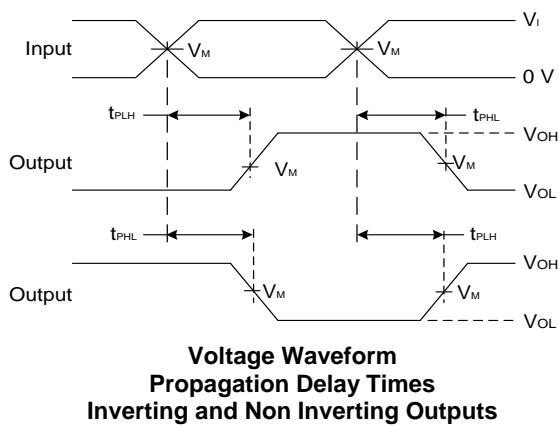 Input
VM
VM
VI
0 V
tPLH
tPHL
VOH
Output
VM
VM
VOL
tPHL
tPLH
VOH
Output
VM
VM
VOL
Voltage Waveform
Propagation Delay Times
Inverting and Non Inverting Outputs